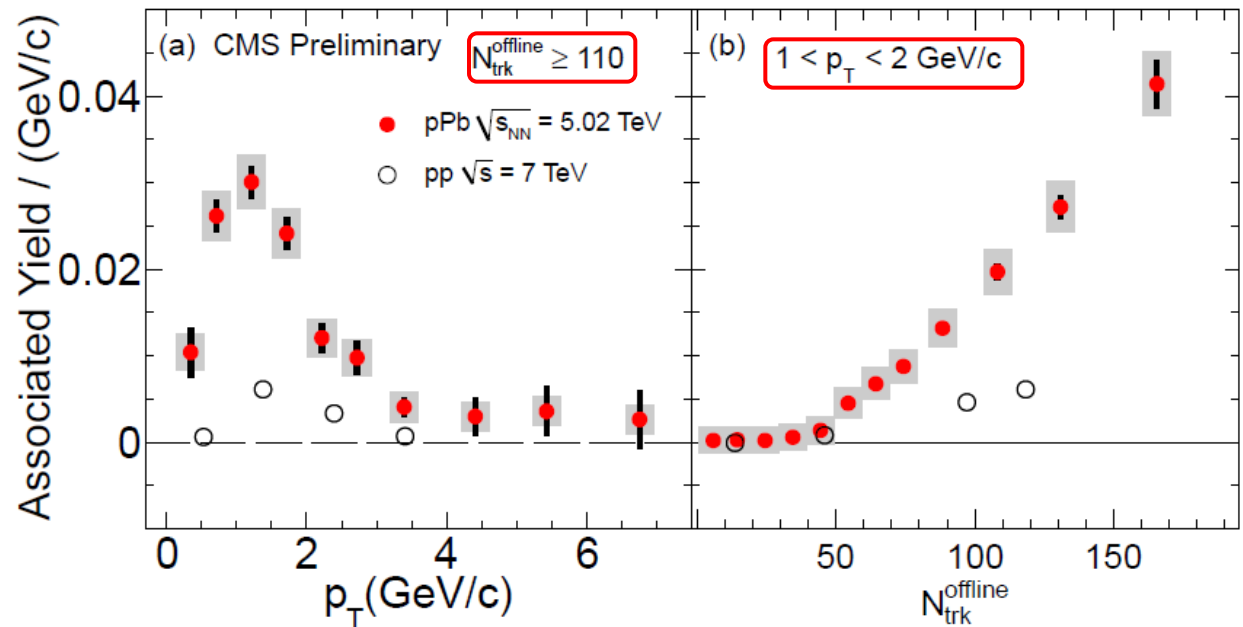 (a) CMS Preliminary
N_trk^offline ≥ 110
pPb √s_NN = 5.02 TeV
pp √s = 7 TeV
Associated Yield / (GeV/c)
0.04
0.02
0
0 2 4 6
p_T(GeV/c)
(b)
1 < p_T < 2 GeV/c
50 100 150
N_trk^offline